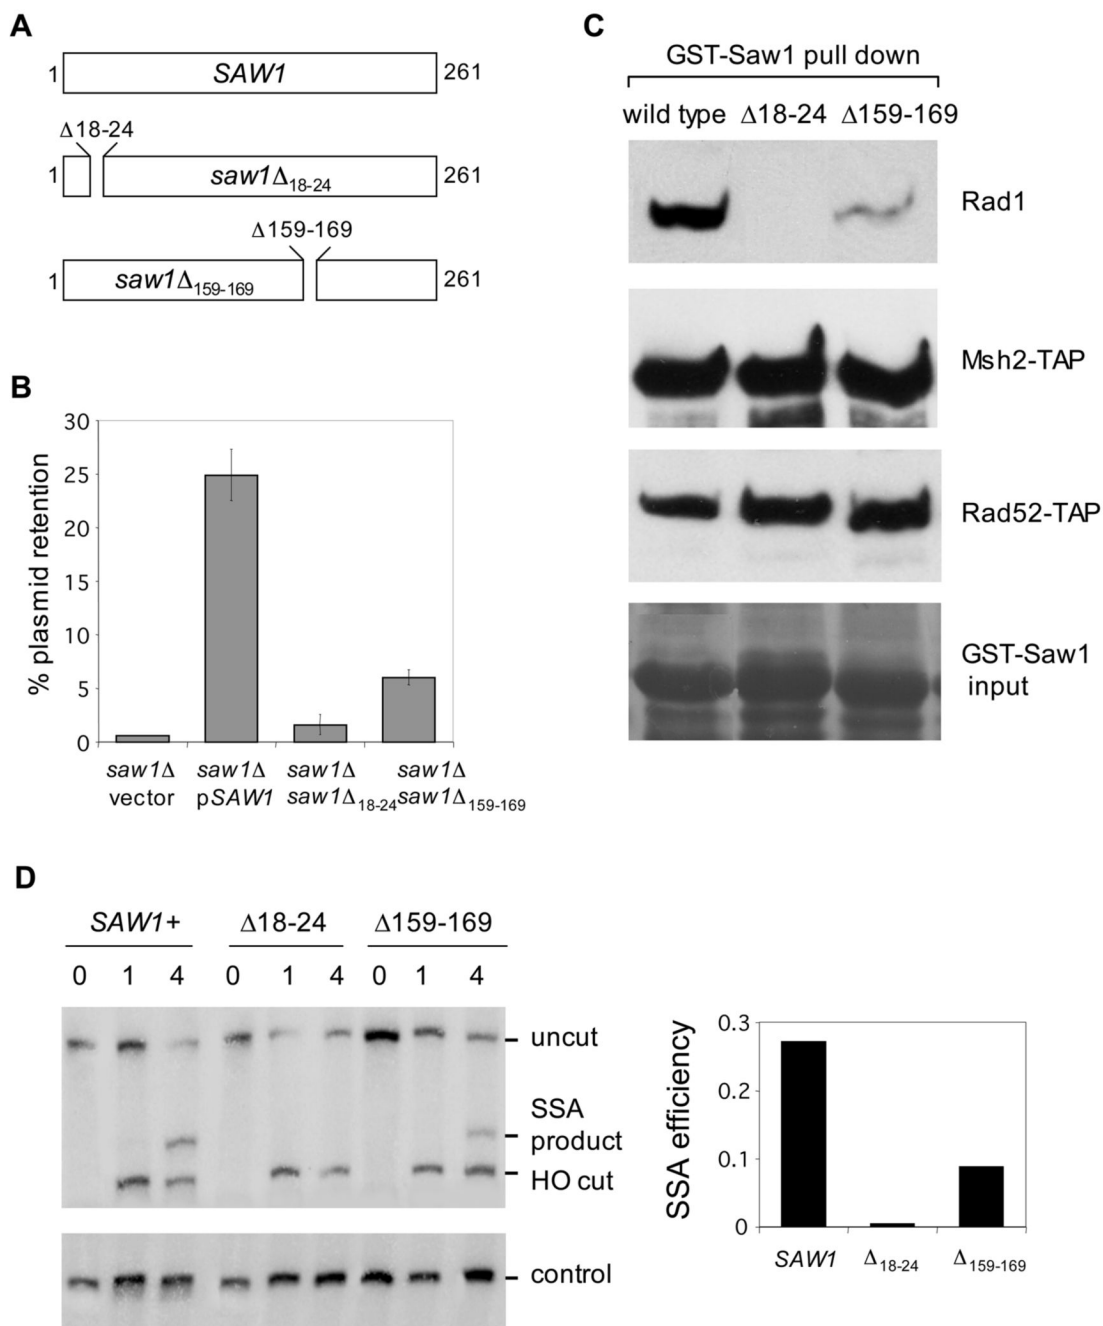 A
1 SAW1 261
Δ18-24
1 saw1Δ18-24 261
Δ159-169
1 saw1Δ159-169 261
B
30
25
20
15
10
5
0
% plasmid retention
saw1Δ saw1Δ saw1Δ saw1Δ
vector pSAW1 saw1Δ18-24 saw1Δ159-169
C
GST-Saw1 pull down
wild type Δ18-24 Δ159-169
Rad1
Msh2-TAP
Rad52-TAP
GST-Saw1
input
D
SAW1+ Δ18-24 Δ159-169
0 1 4 0 1 4 0 1 4
uncut
SSA
product
HO cut
control
SSA efficiency
0.3
0.2
0.1
0
SAW1 Δ18-24 Δ159-169